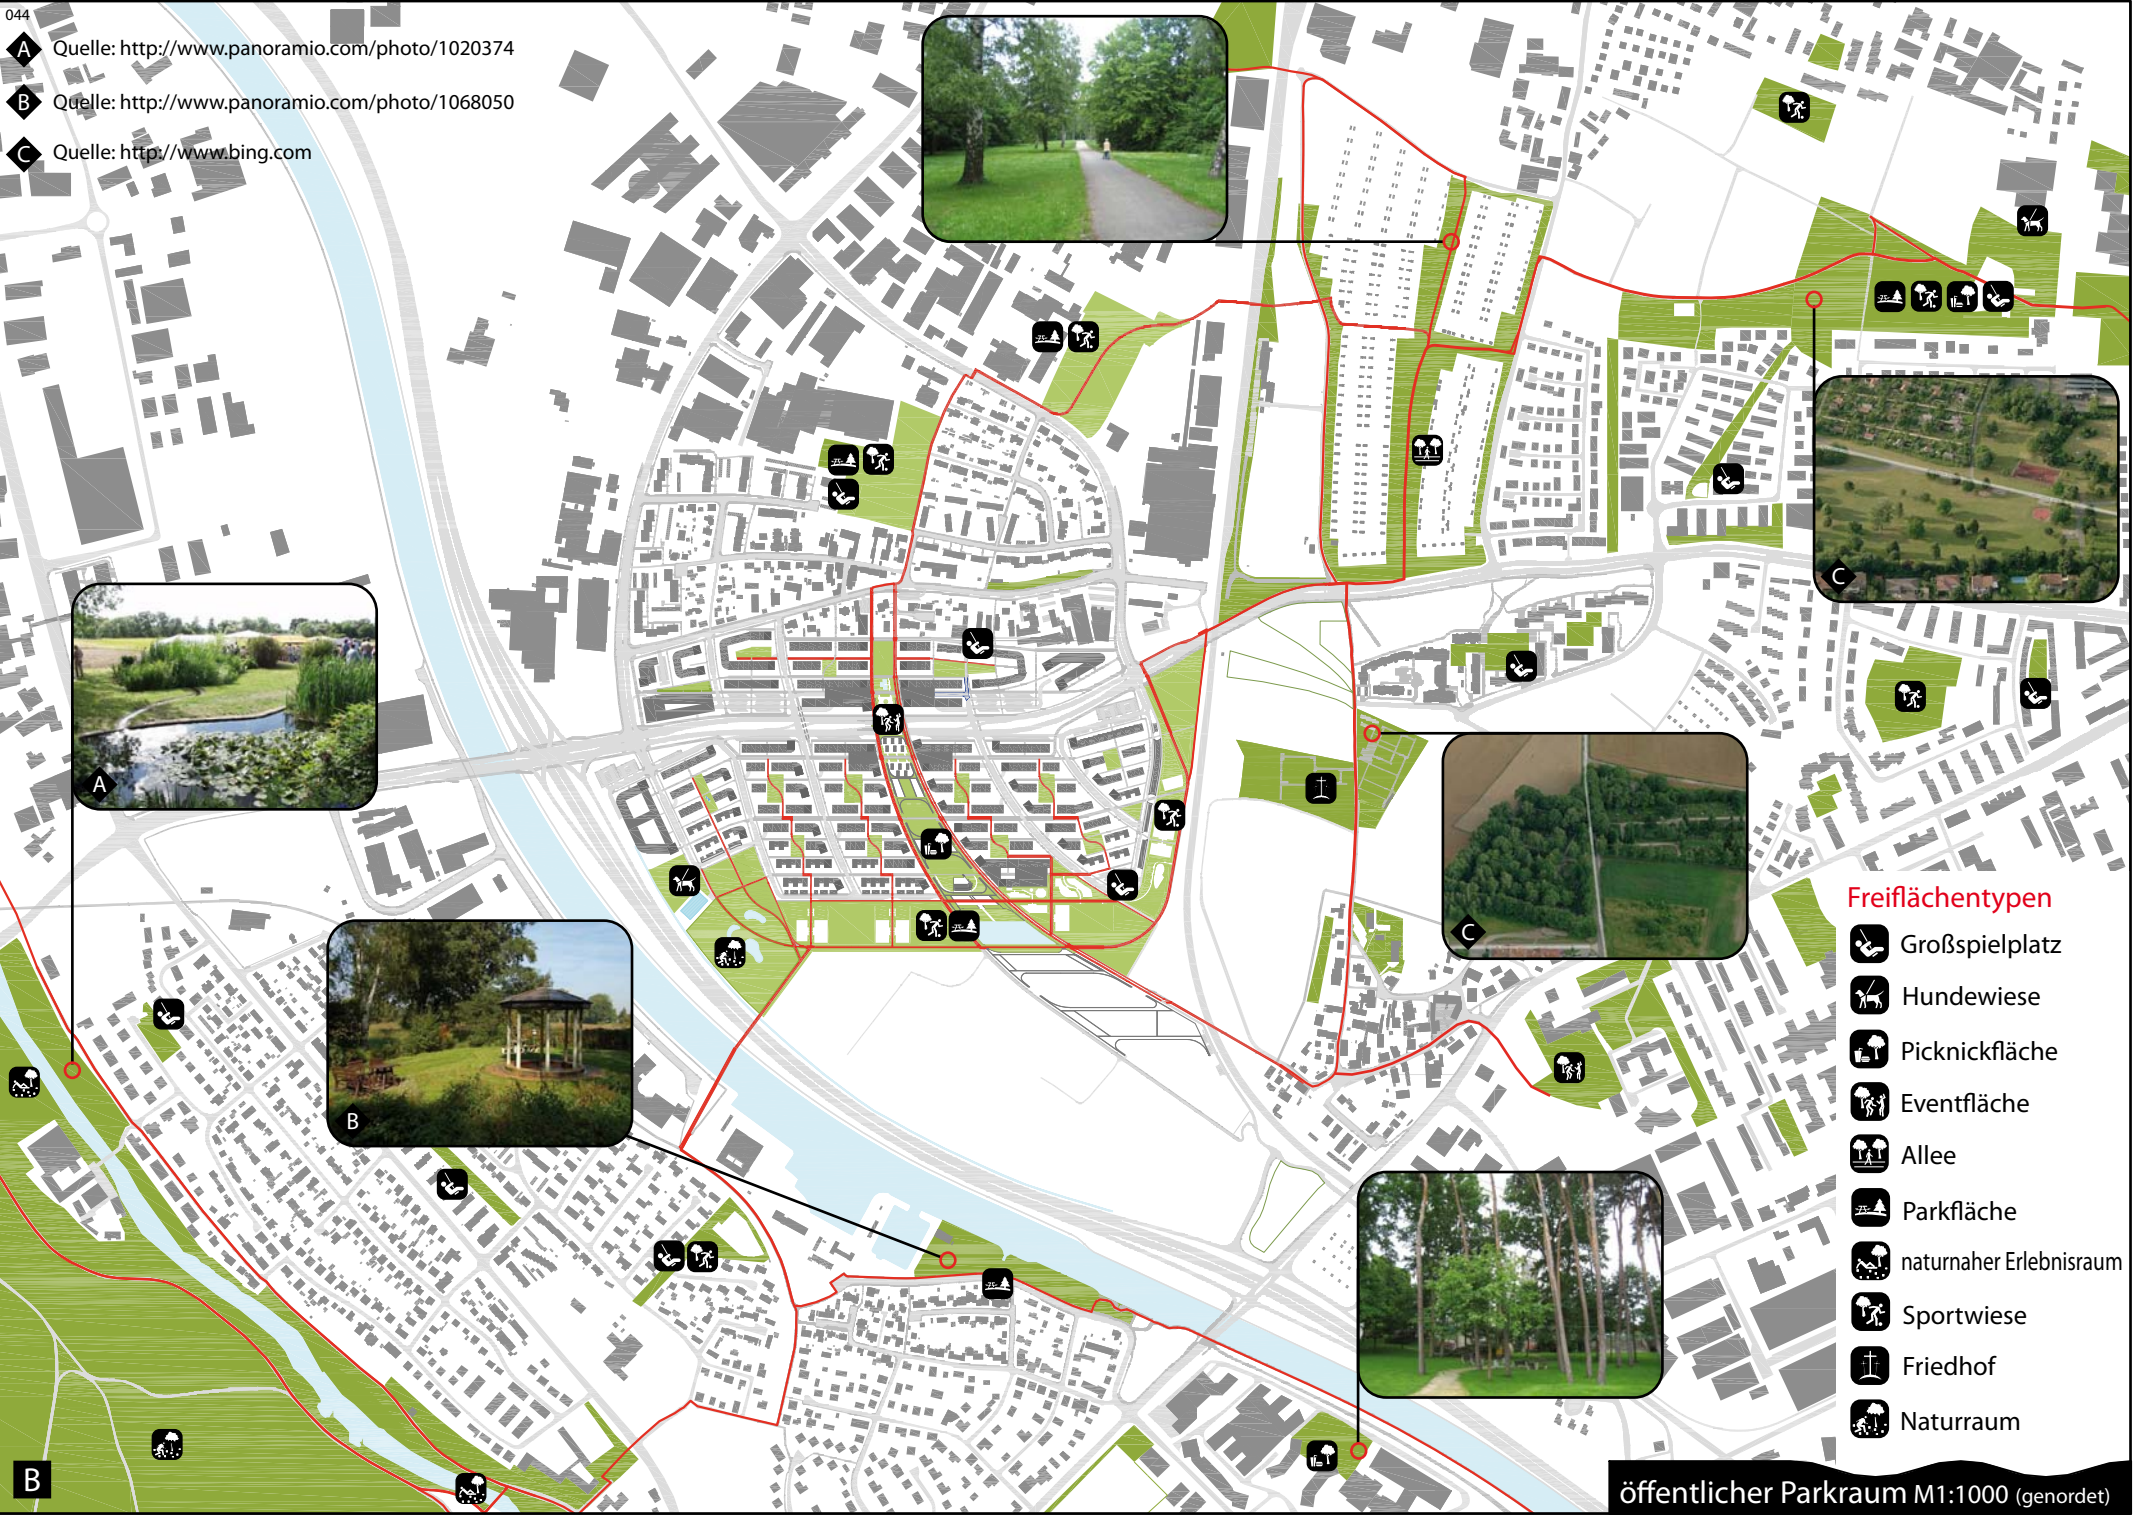 044
A Quelle: http://www.panoramio.com/photo/1020374
B Quelle: http://www.panoramio.com/photo/1068050
C Quelle: http://www.bing.com
C
A
C
B
Freiflächentypen
Großspielplatz
Hundewiese
Picknickfläche
Eventfläche
Allee
Parkfläche
naturnaher Erlebnisraum
Sportwiese
Friedhof
Naturraum
B
öffentlicher Parkraum M1:1000 (genordet)